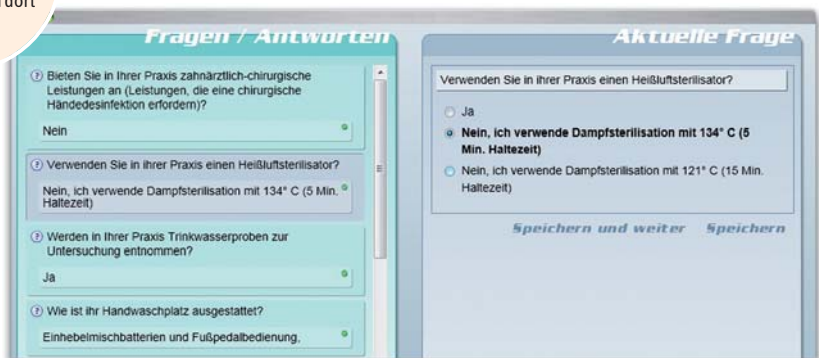 Fragen / Antworten
Bieten Sie in Ihrer Praxis zahnärztlich-chirurgische
Leistungen an (Leistungen, die eine chirurgische
Händedesinfektion erfordern)?
Nein
Verwenden Sie in ihrer Praxis einen Heißluftsterilisator?
Nein, ich verwende Dampfsterilisation mit 134° C (5 Min.
Haltezeit)
Werden in Ihrer Praxis Trinkwasserproben zur
Untersuchung entnommen?
Ja
Wie ist ihr Handwaschplatz ausgestattet?
Einhebelmischbatterien und Fußpedalbedienung,
Aktuelle Frage
Verwenden Sie in ihrer Praxis einen Heißluftsterilisator?
Ja
Nein, ich verwende Dampfsterilisation mit 134° C (5
Min. Haltezeit)
Nein, ich verwende Dampfsterilisation mit 121° C (15 Min.
Haltezeit)
Speichern und weiter Speichern